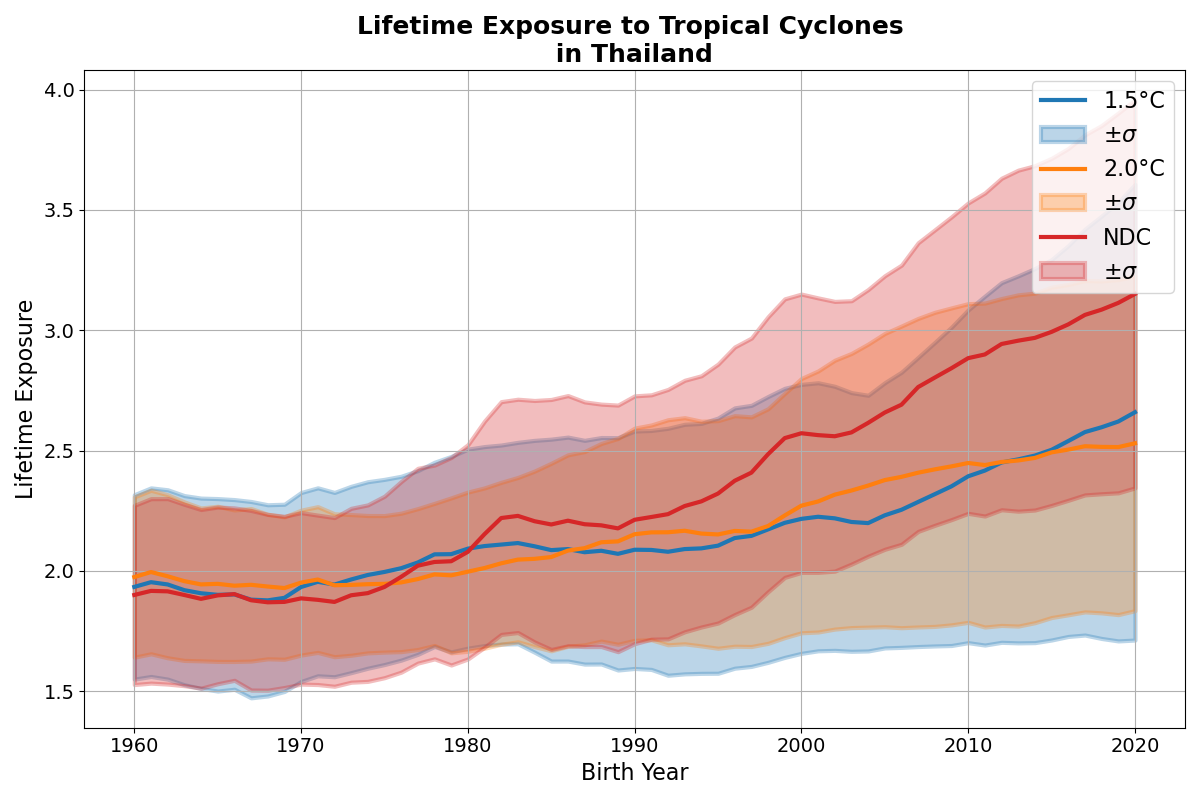 Lifetime Exposure to Tropical Cyclones
in Thailand
4.0
3.5
3.0
2.5
2.0
1.5
Lifetime Exposure
1960
1970
1980
1990
2000
2010
2020
Birth Year
1.5°C
±σ
2.0°C
±σ
NDC
±σ